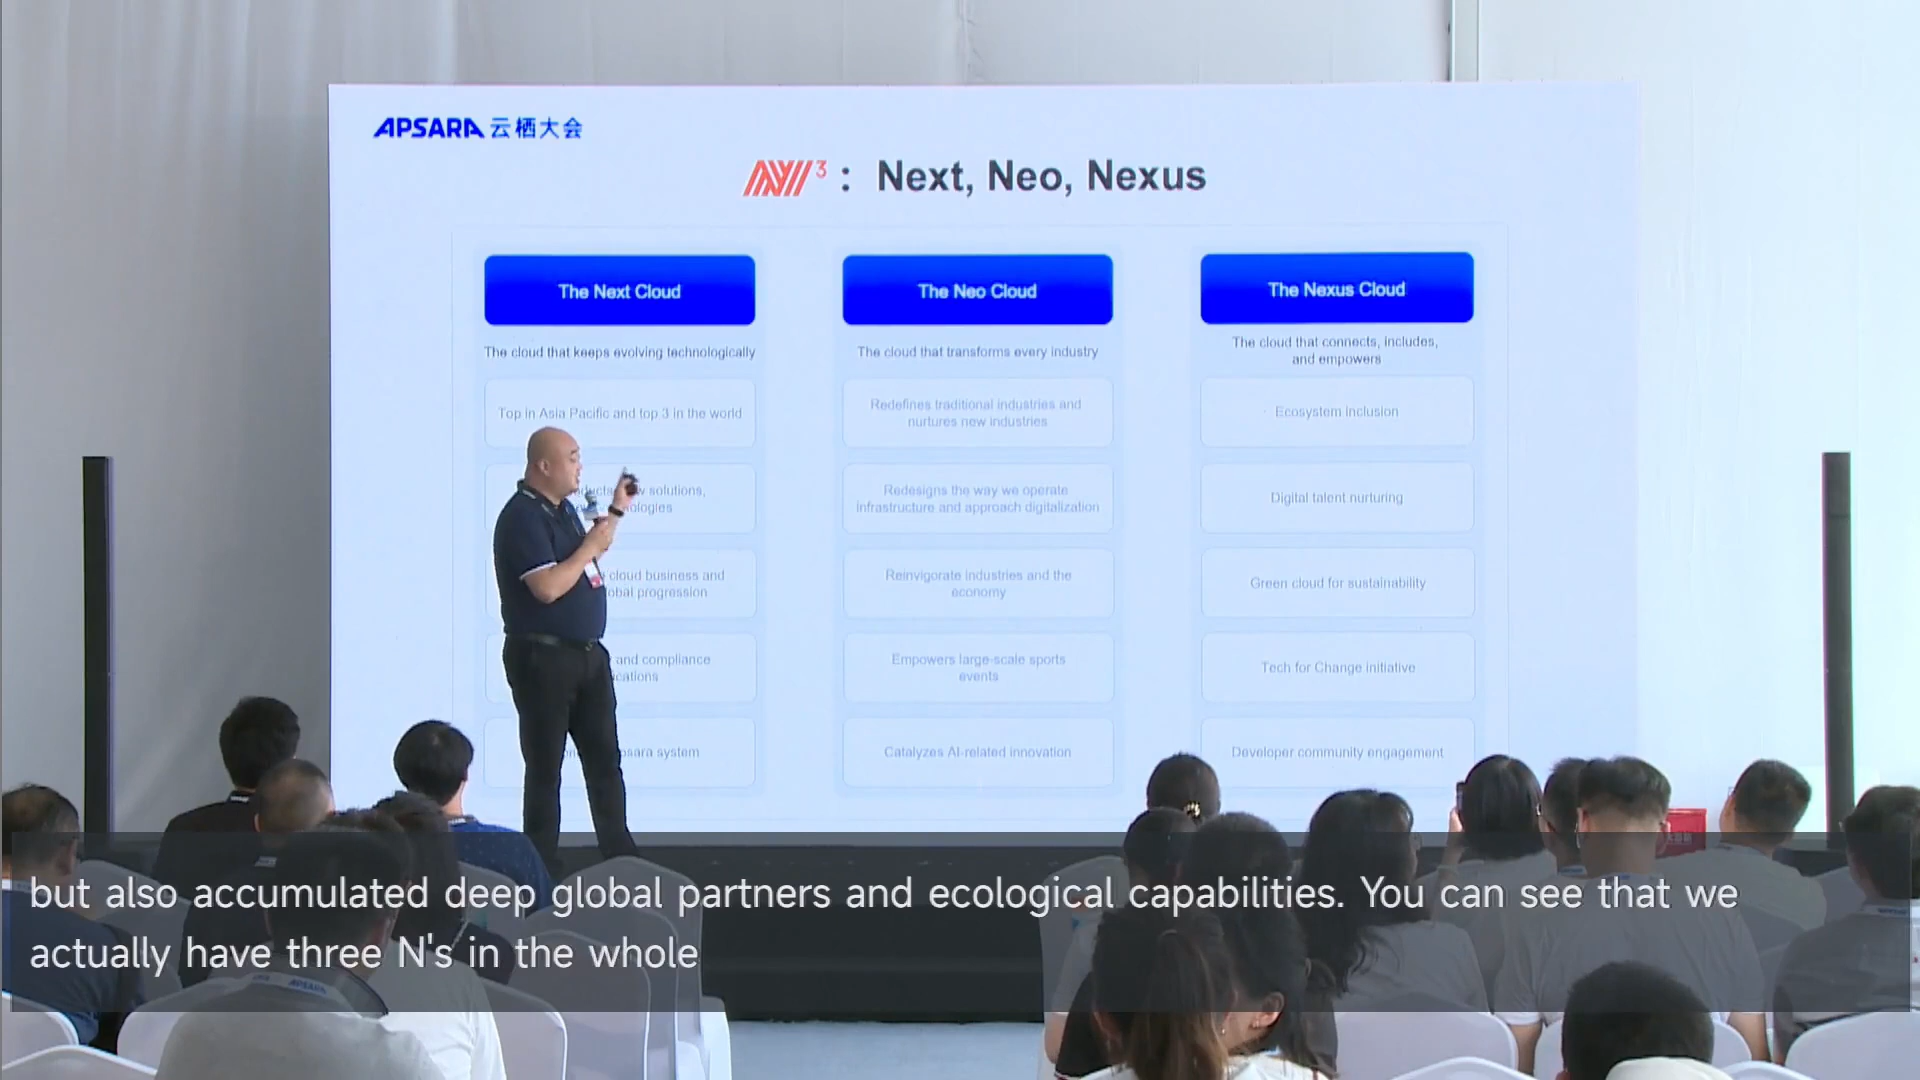 APSARA 云栖大会
N³ : Next, Neo, Nexus
The Next Cloud
The cloud that keeps evolving technologically
Top in Asia Pacific and top 3 in the world
solutions,
cloud business and
progression
and compliance
system
The Neo Cloud
The cloud that transforms every industry
Redefines traditional industries and
nurtures new industries
Redesigns the way we operate
infrastructure and approach digitalization
Reinvigorate industries and the
economy
Empowers large-scale sports
events
Catalyzes AI-related innovation
The Nexus Cloud
The cloud that connects, includes,
and empowers
Ecosystem inclusion
Digital talent nurturing
Green cloud for sustainability
Tech for Change initiative
Developer community engagement
but also accumulated deep global partners and ecological capabilities. You can see that we
actually have three N's in the whole
APSARA